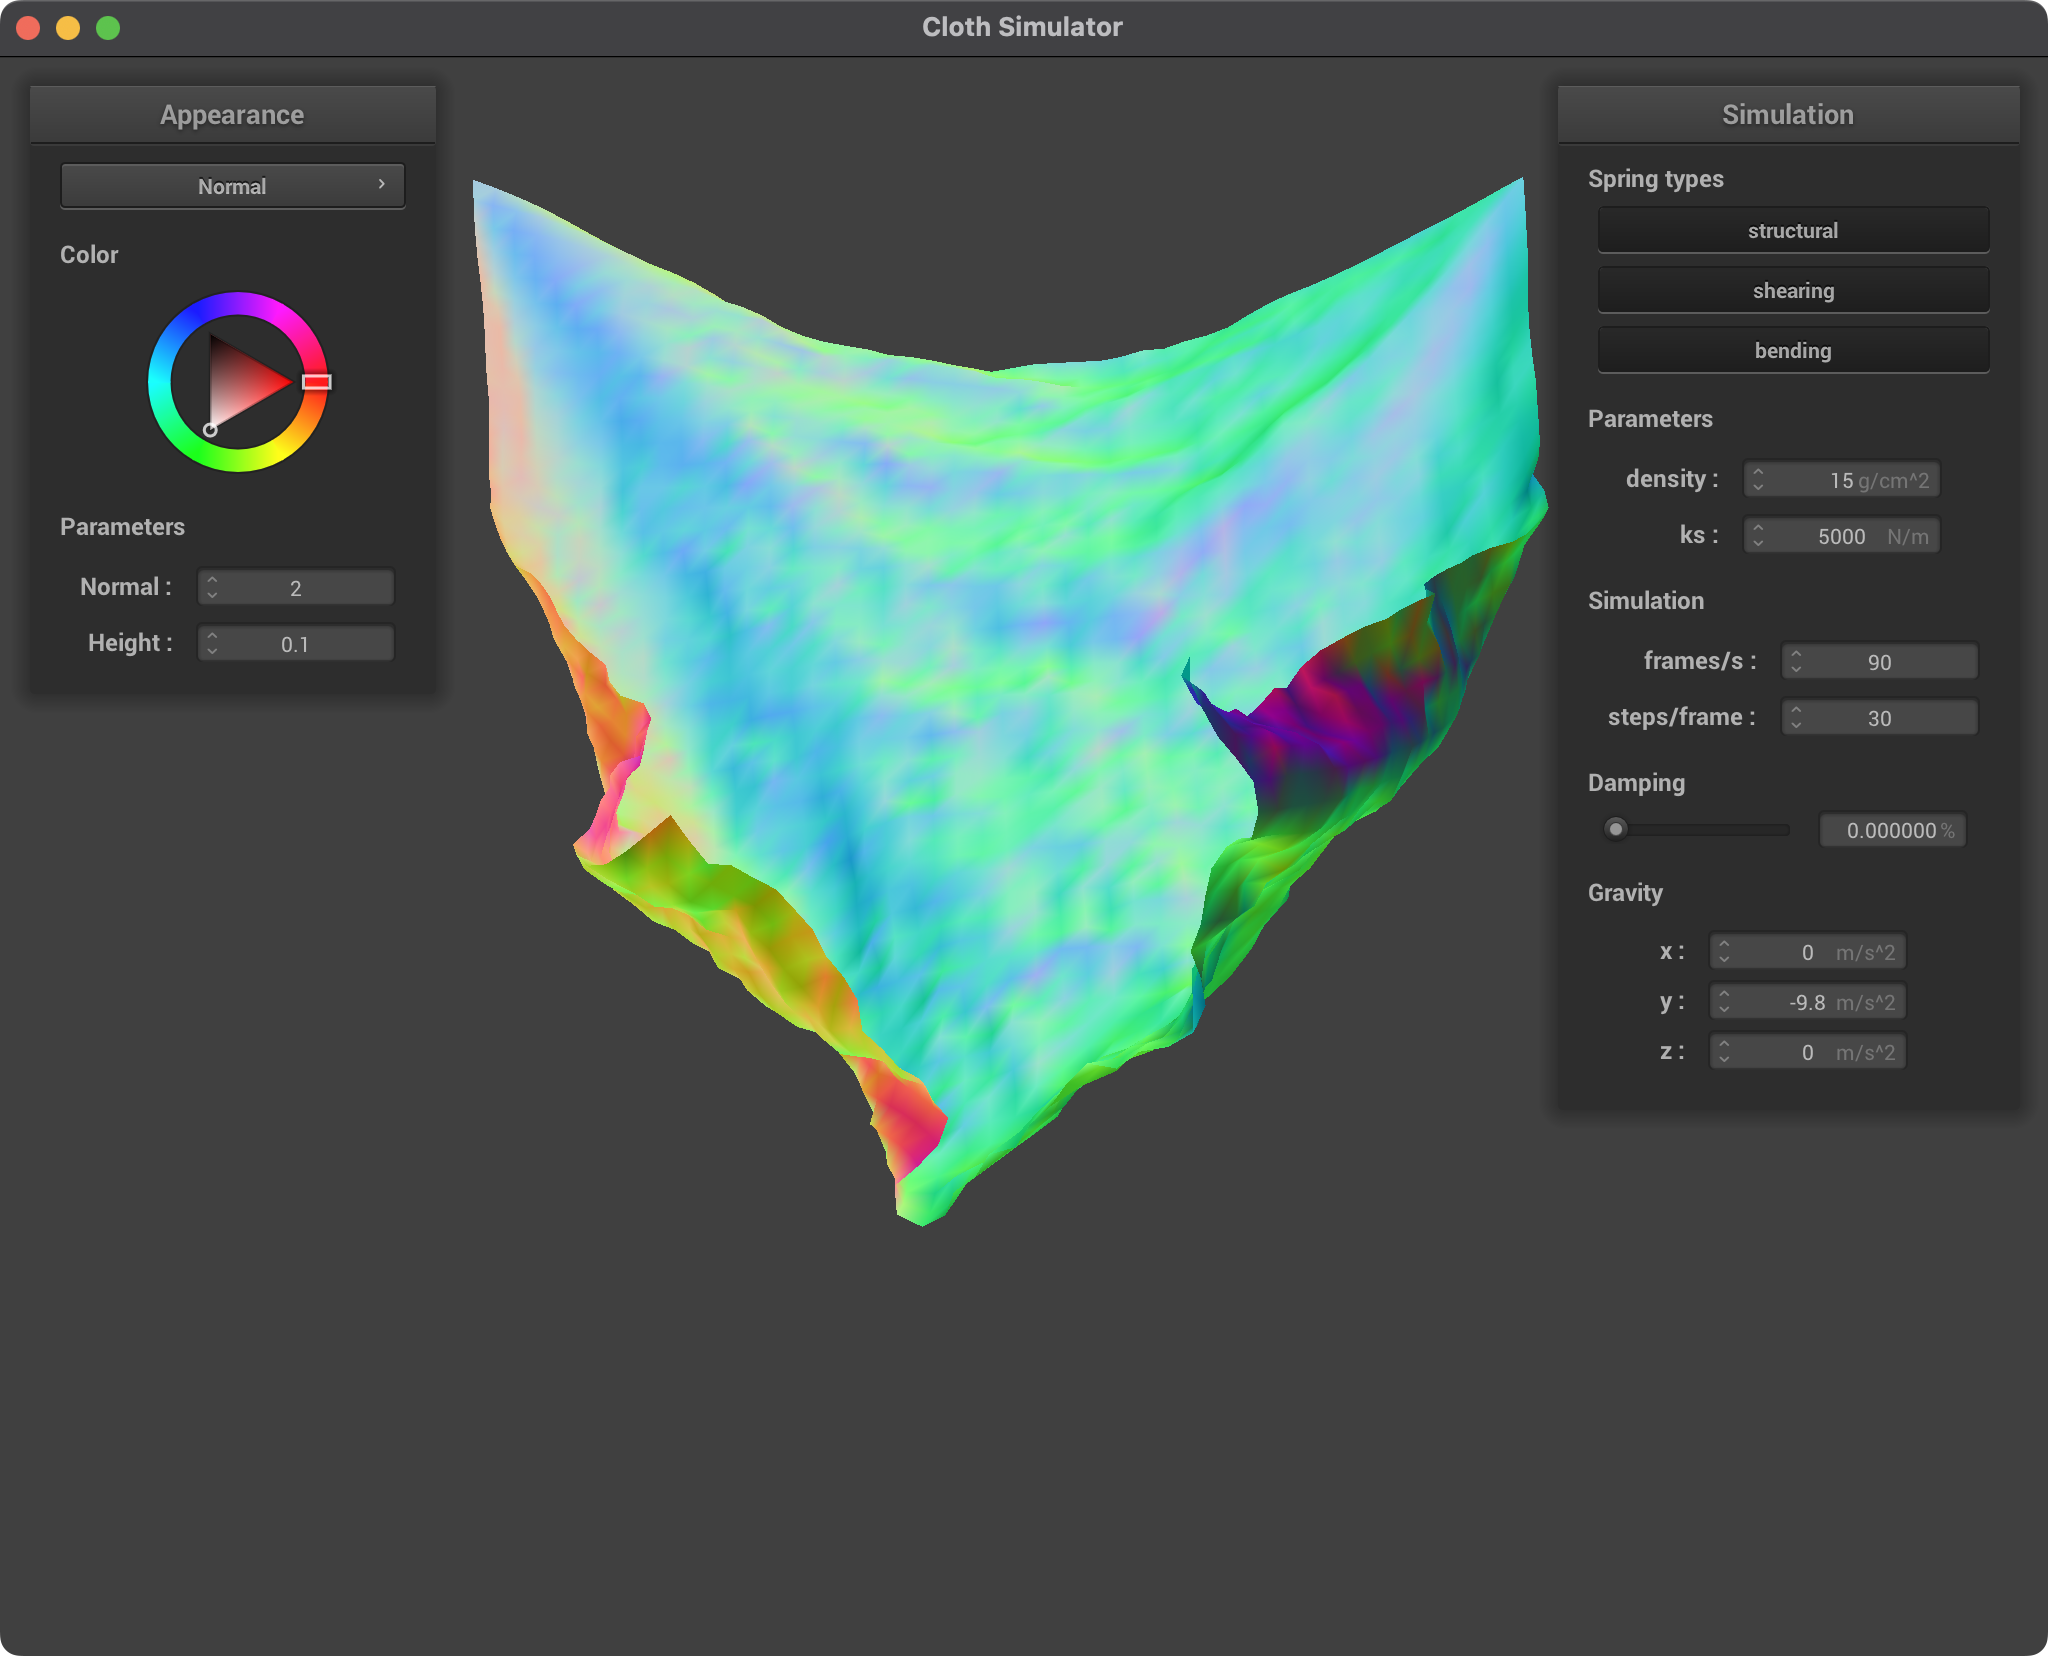 Cloth Simulator
Appearance
Normal
Color
Parameters
Normal : 2
Height : 0.1
Simulation
Spring types
structural
shearing
bending
Parameters
density : 15 g/cm^2
ks : 5000 N/m
Simulation
frames/s : 90
steps/frame : 30
Damping
0.000000 %
Gravity
x : 0 m/s^2
y : -9.8 m/s^2
z : 0 m/s^2